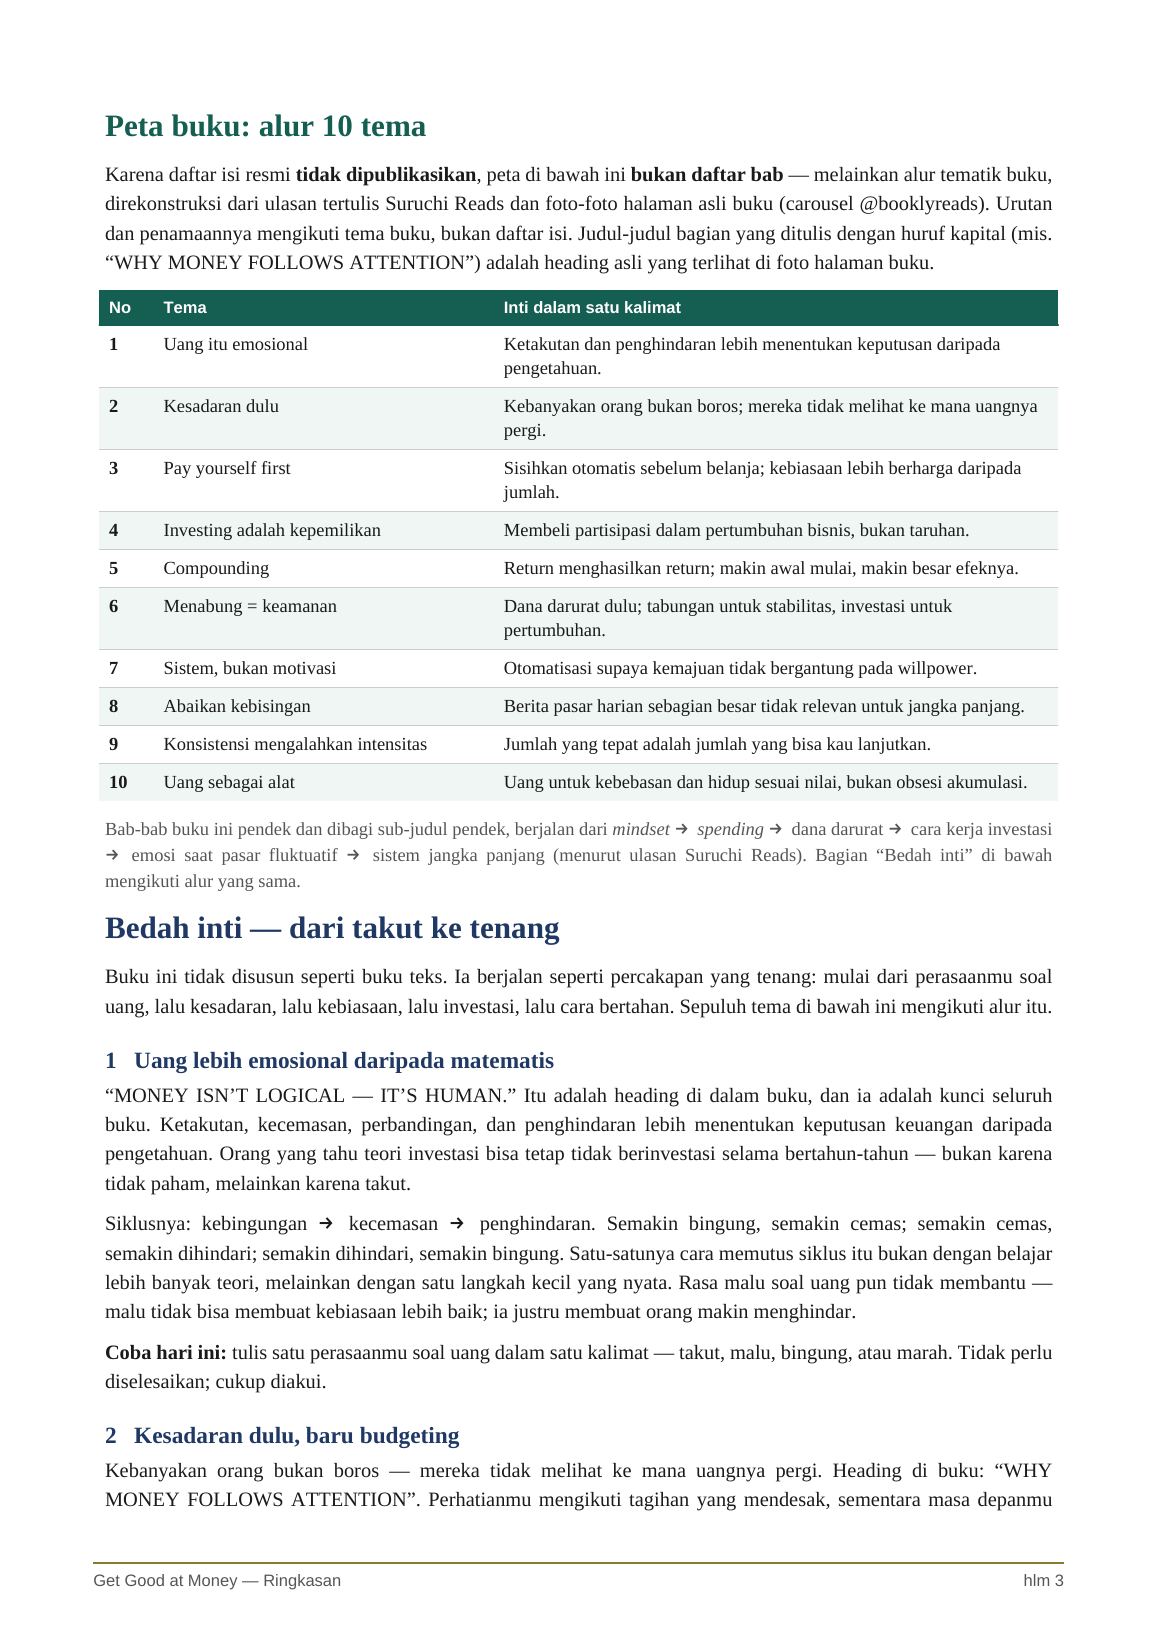 Peta buku: alur 10 tema
Karena daftar isi resmi tidak dipublikasikan, peta di bawah ini bukan daftar bab — melainkan alur tematik buku,
direkonstruksi dari ulasan tertulis Suruchi Reads dan foto-foto halaman asli buku (carousel @booklyreads). Urutan
dan penamaannya mengikuti tema buku, bukan daftar isi. Judul-judul bagian yang ditulis dengan huruf kapital (mis.
“WHY MONEY FOLLOWS ATTENTION”) adalah heading asli yang terlihat di foto halaman buku.
No Tema Inti dalam satu kalimat
1 Uang itu emosional Ketakutan dan penghindaran lebih menentukan keputusan daripada
pengetahuan.
2 Kesadaran dulu Kebanyakan orang bukan boros; mereka tidak melihat ke mana uangnya
pergi.
3 Pay yourself first Sisihkan otomatis sebelum belanja; kebiasaan lebih berharga daripada
jumlah.
4 Investing adalah kepemilikan Membeli partisipasi dalam pertumbuhan bisnis, bukan taruhan.
5 Compounding Return menghasilkan return; makin awal mulai, makin besar efeknya.
6 Menabung = keamanan Dana darurat dulu; tabungan untuk stabilitas, investasi untuk
pertumbuhan.
7 Sistem, bukan motivasi Otomatisasi supaya kemajuan tidak bergantung pada willpower.
8 Abaikan kebisingan Berita pasar harian sebagian besar tidak relevan untuk jangka panjang.
9 Konsistensi mengalahkan intensitas Jumlah yang tepat adalah jumlah yang bisa kau lanjutkan.
10 Uang sebagai alat Uang untuk kebebasan dan hidup sesuai nilai, bukan obsesi akumulasi.
Bab-bab buku ini pendek dan dibagi sub-judul pendek, berjalan dari mindset → spending → dana darurat → cara kerja investasi
→ emosi saat pasar fluktuatif → sistem jangka panjang (menurut ulasan Suruchi Reads). Bagian “Bedah inti” di bawah
mengikuti alur yang sama.
Bedah inti — dari takut ke tenang
Buku ini tidak disusun seperti buku teks. Ia berjalan seperti percakapan yang tenang: mulai dari perasaanmu soal
uang, lalu kesadaran, lalu kebiasaan, lalu investasi, lalu cara bertahan. Sepuluh tema di bawah ini mengikuti alur itu.
1 Uang lebih emosional daripada matematis
“MONEY ISN’T LOGICAL — IT’S HUMAN.” Itu adalah heading di dalam buku, dan ia adalah kunci seluruh
buku. Ketakutan, kecemasan, perbandingan, dan penghindaran lebih menentukan keputusan keuangan daripada
pengetahuan. Orang yang tahu teori investasi bisa tetap tidak berinvestasi selama bertahun-tahun — bukan karena
tidak paham, melainkan karena takut.
Siklusnya: kebingungan → kecemasan → penghindaran. Semakin bingung, semakin cemas; semakin cemas,
semakin dihindari; semakin dihindari, semakin bingung. Satu-satunya cara memutus siklus itu bukan dengan belajar
lebih banyak teori, melainkan dengan satu langkah kecil yang nyata. Rasa malu soal uang pun tidak membantu —
malu tidak bisa membuat kebiasaan lebih baik; ia justru membuat orang makin menghindar.
Coba hari ini: tulis satu perasaanmu soal uang dalam satu kalimat — takut, malu, bingung, atau marah. Tidak perlu
diselesaikan; cukup diakui.
2 Kesadaran dulu, baru budgeting
Kebanyakan orang bukan boros — mereka tidak melihat ke mana uangnya pergi. Heading di buku: “WHY
MONEY FOLLOWS ATTENTION”. Perhatianmu mengikuti tagihan yang mendesak, sementara masa depanmu
Get Good at Money — Ringkasan hlm 3